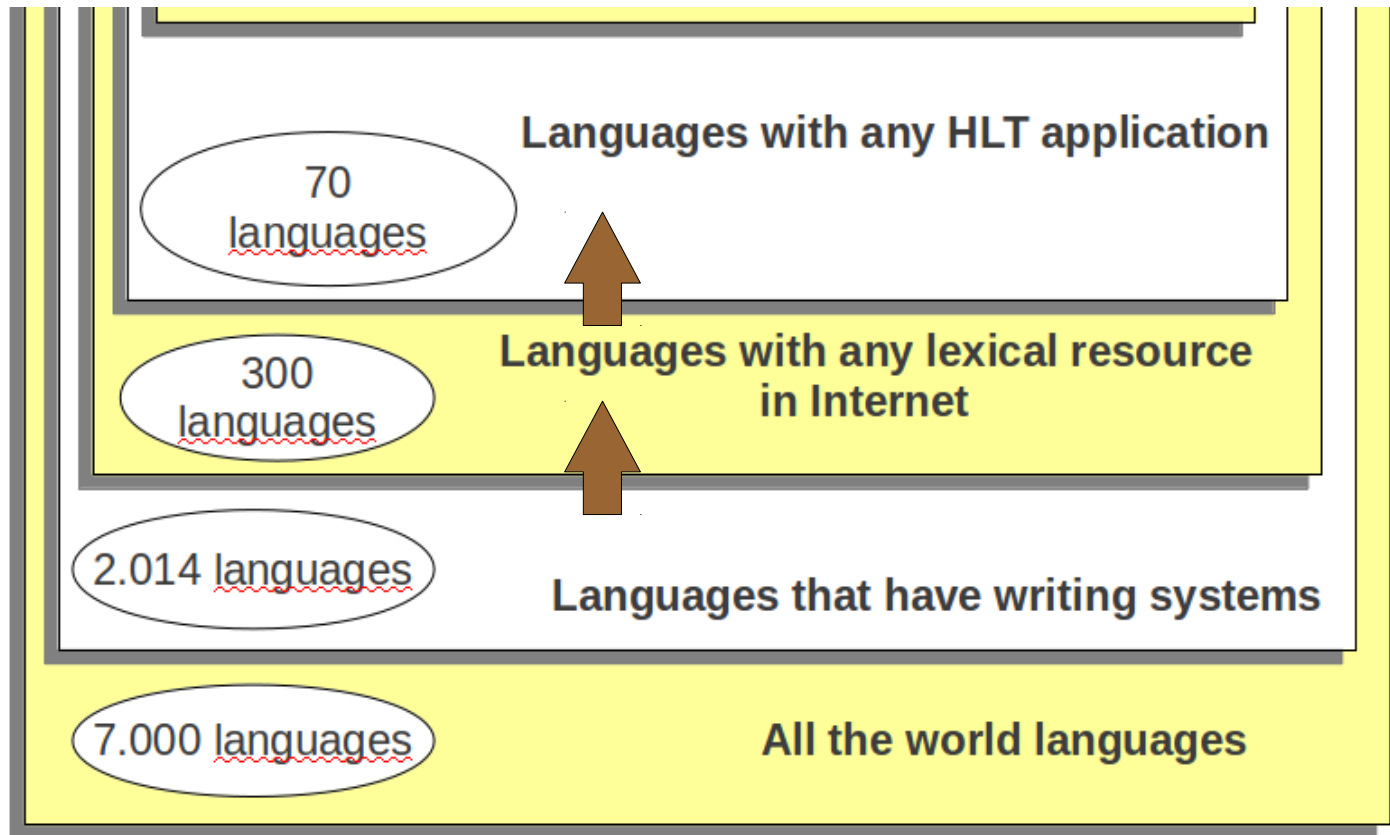 Languages with any HLT application
70
languages
Languages with any lexical resource
in Internet
300
languages
2.014 languages
Languages that have writing systems
7.000 languages
All the world languages